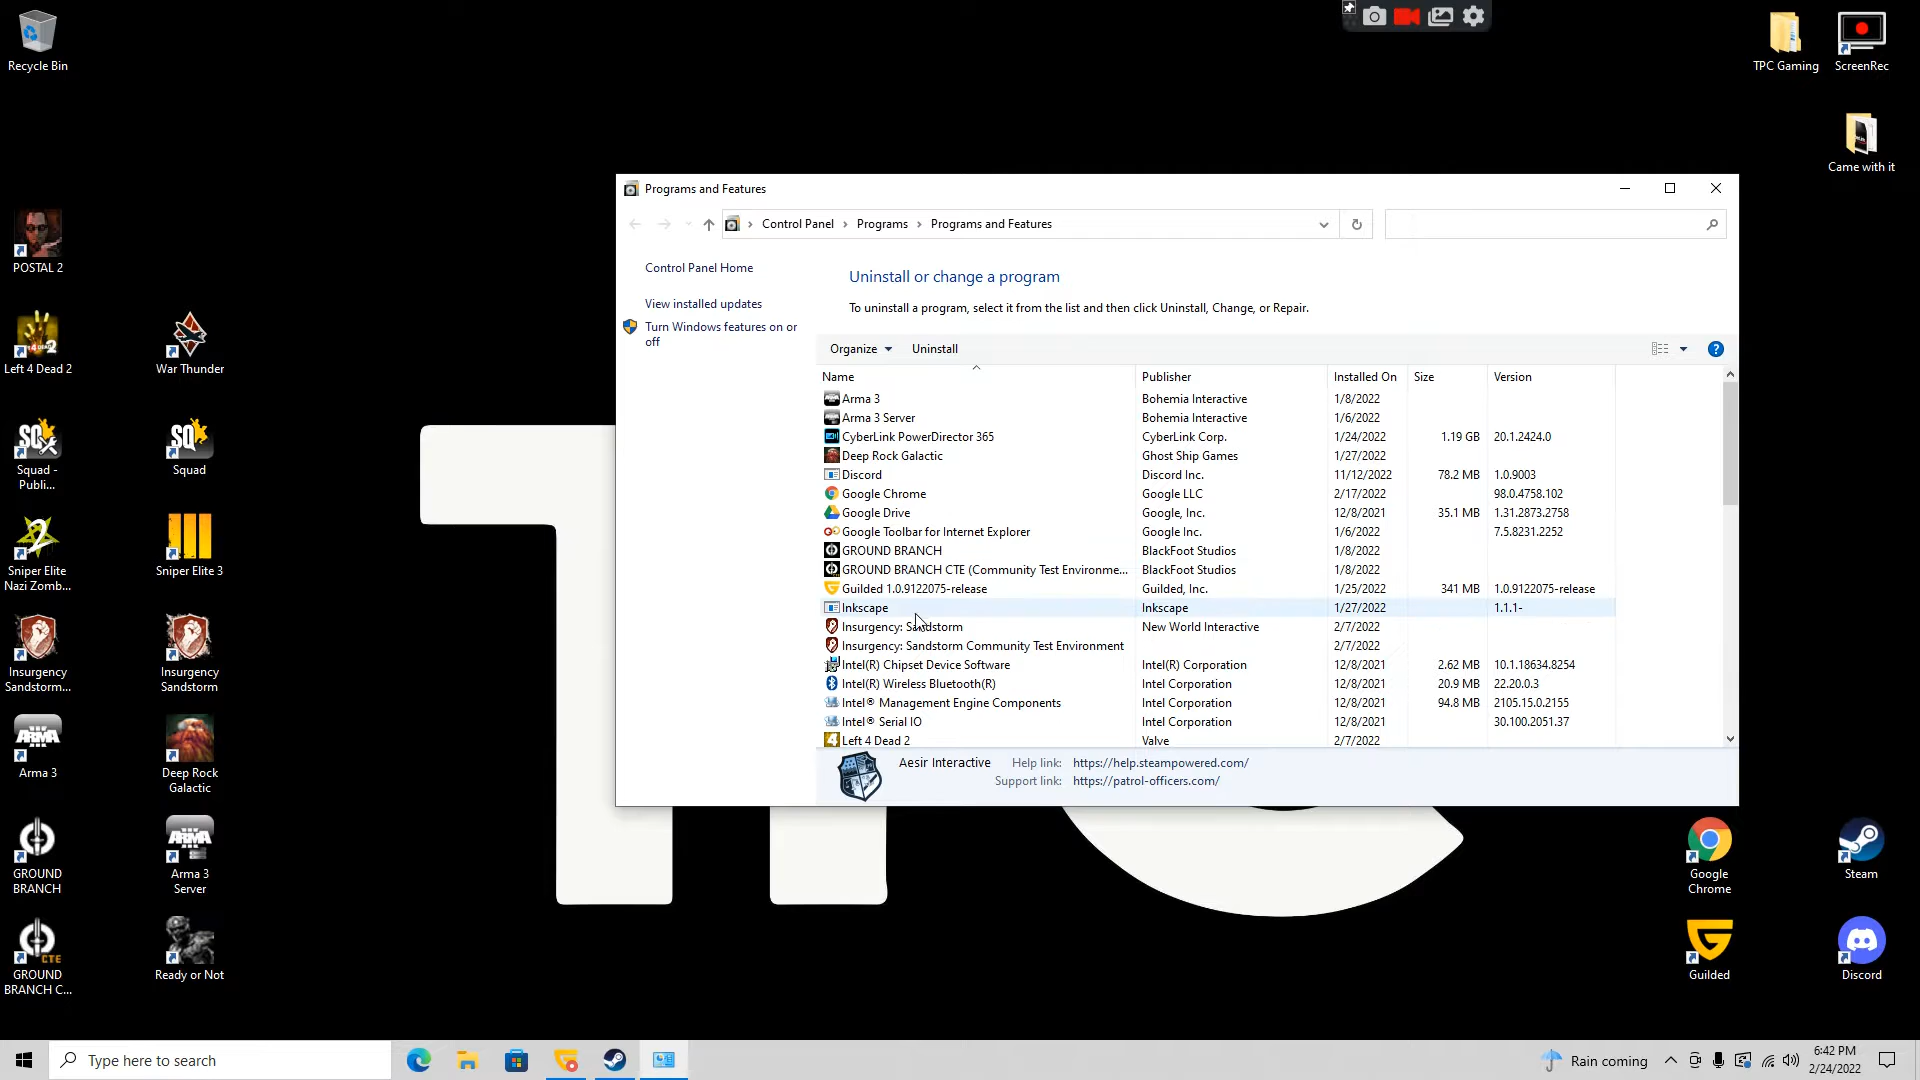 Recycle Bin
TPC Gaming
ScreenRec
Came with it
POSTAL 2
Left 4 Dead 2
War Thunder
Squad -
Publi...
Squad
Sniper Elite
Nazi Zomb...
Sniper Elite 3
Insurgency
Sandstorm...
Insurgency
Sandstorm
Arma 3
Deep Rock
Galactic
GROUND
BRANCH
Arma 3
Server
GROUND
BRANCH C...
Ready or Not
Programs and Features
Control Panel > Programs > Programs and Features
Control Panel Home
View installed updates
Turn Windows features on or
off
Uninstall or change a program
To uninstall a program, select it from the list and then click Uninstall, Change, or Repair.
Organize Uninstall
Name Publisher Installed On Size Version
Arma 3 Bohemia Interactive 1/8/2022
Arma 3 Server Bohemia Interactive 1/6/2022
CyberLink PowerDirector 365 CyberLink Corp. 1/24/2022 1.19 GB 20.1.2424.0
Deep Rock Galactic Ghost Ship Games 1/27/2022
Discord Discord Inc. 11/12/2022 78.2 MB 1.0.9003
Google Chrome Google LLC 2/17/2022 98.0.4758.102
Google Drive Google, Inc. 12/8/2021 35.1 MB 1.31.2873.2758
Google Toolbar for Internet Explorer Google Inc. 1/6/2022 7.5.8231.2252
GROUND BRANCH BlackFoot Studios 1/8/2022
GROUND BRANCH CTE (Community Test Environme... BlackFoot Studios 1/8/2022
Guilded 1.0.9122075-release Guilded, Inc. 1/25/2022 341 MB 1.0.9122075-release
Inkscape Inkscape 1/27/2022 1.1.1-
Insurgency: Sandstorm New World Interactive 2/7/2022
Insurgency: Sandstorm Community Test Environment 2/7/2022
Intel(R) Chipset Device Software Intel(R) Corporation 12/8/2021 2.62 MB 10.1.18634.8254
Intel(R) Wireless Bluetooth(R) Intel Corporation 12/8/2021 20.9 MB 22.20.0.3
Intel® Management Engine Components Intel Corporation 12/8/2021 94.8 MB 2105.15.0.2155
Intel® Serial IO Intel Corporation 12/8/2021 30.100.2051.37
Left 4 Dead 2 Valve 2/7/2022
Aesir Interactive Help link: https://help.steampowered.com/
Support link: https://patrol-officers.com/
Google
Chrome
Steam
Guilded
Discord
Type here to search
Rain coming
6:42 PM
2/24/2022